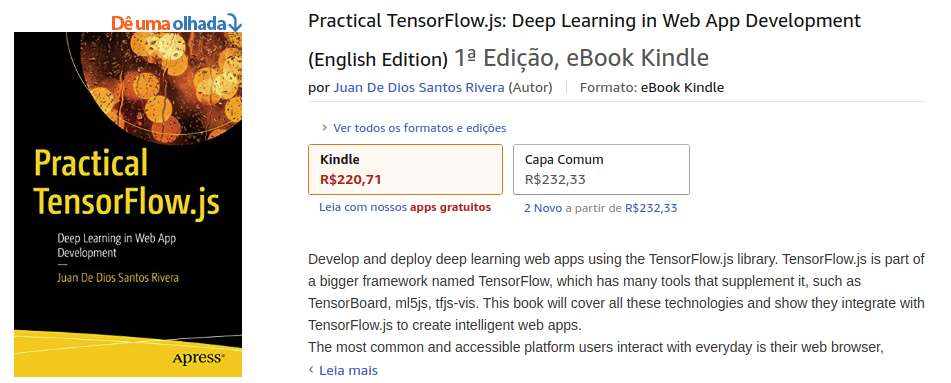 Dê uma olhada
Practical
TensorFlow.js
Deep Learning in Web App
Development
Juan De Dios Santos Rivera
Apress®
Practical TensorFlow.js: Deep Learning in Web App Development
(English Edition) 1ª Edição, eBook Kindle
por Juan De Dios Santos Rivera (Autor) Formato: eBook Kindle
Ver todos os formatos e edições
Kindle
R$220,71
Capa Comum
R$232,33
Leia com nossos apps gratuitos
2 Novo a partir de R$232,33
Develop and deploy deep learning web apps using the TensorFlow.js library. TensorFlow.js is part of
a bigger framework named TensorFlow, which has many tools that supplement it, such as
TensorBoard, ml5js, tfjs-vis. This book will cover all these technologies and show they integrate with
TensorFlow.js to create intelligent web apps.
The most common and accessible platform users interact with everyday is their web browser,
Leia mais